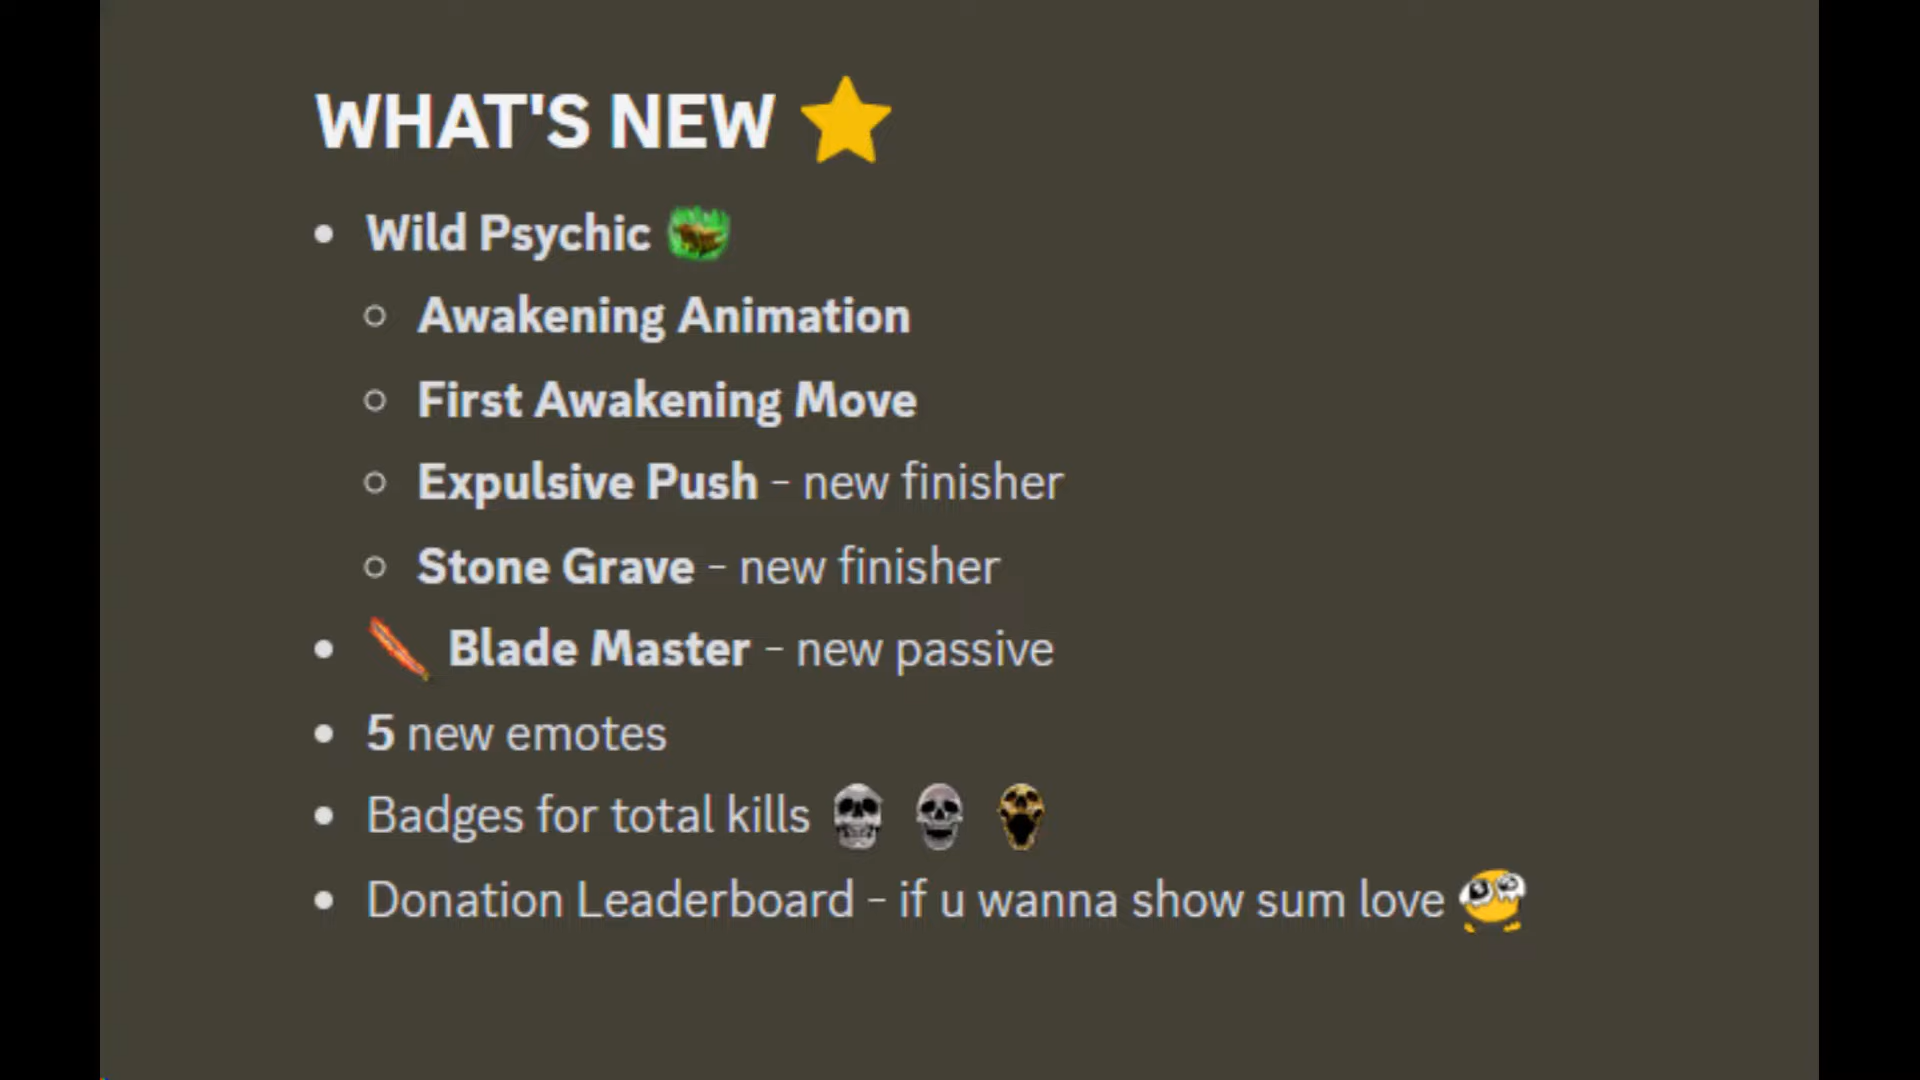 WHAT'S NEW ⭐
• Wild Psychic
○ Awakening Animation
○ First Awakening Move
○ Expulsive Push - new finisher
○ Stone Grave - new finisher
• Blade Master - new passive
• 5 new emotes
• Badges for total kills
• Donation Leaderboard - if u wanna show sum love